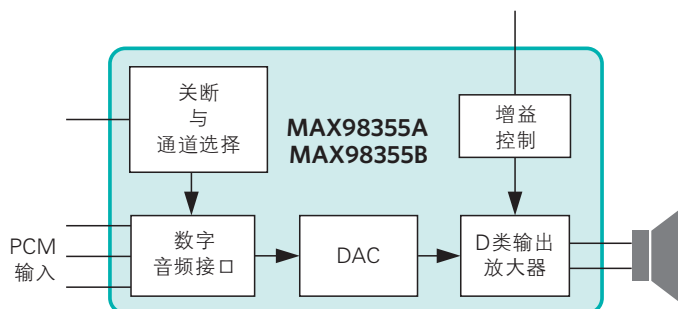 关断
与
通道选择
MAX98355A
MAX98355B
增益
控制
PCM
输入
数字
音频接口
DAC
D类输出
放大器